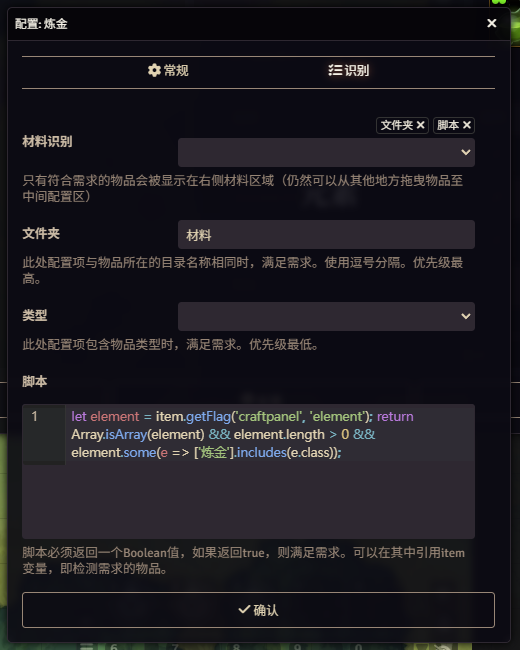 配置: 炼金
常规
识别
文件夹 脚本
材料识别
只有符合需求的物品会被显示在右侧材料区域（仍然可以从其他地方拖曳物品至
中间配置区）
文件夹
材料
此处配置项与物品所在的目录名称相同时，满足需求。使用逗号分隔。优先级最
高。
类型
此处配置项包含物品类型时，满足需求。优先级最低。
脚本
1
let element = item.getFlag('craftpanel', 'element'); return
Array.isArray(element) && element.length > 0 &&
element.some(e => ['炼金'].includes(e.class));
脚本必须返回一个Boolean值，如果返回true，则满足需求。可以在其中引用item
变量，即检测需求的物品。
确认